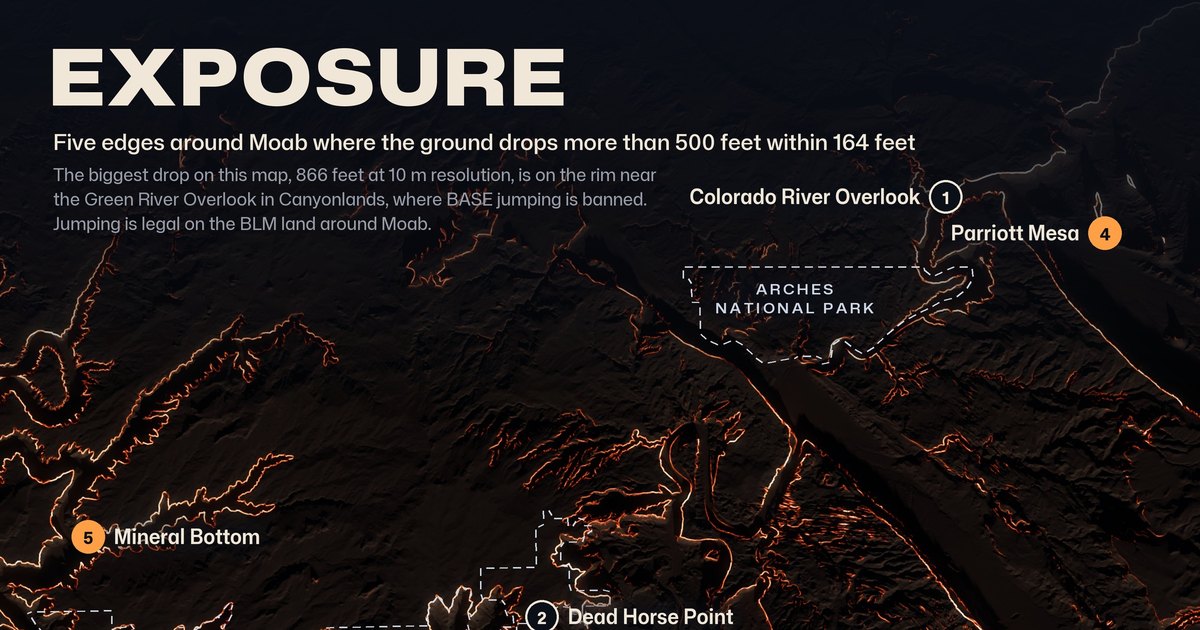 EXPOSURE
Five edges around Moab where the ground drops more than 500 feet within 164 feet
The biggest drop on this map, 866 feet at 10 m resolution, is on the rim near
the Green River Overlook in Canyonlands, where BASE jumping is banned.
Jumping is legal on the BLM land around Moab.
Colorado River Overlook 1
Parriott Mesa 4
ARCHES
NATIONAL PARK
5 Mineral Bottom
2 Dead Horse Point